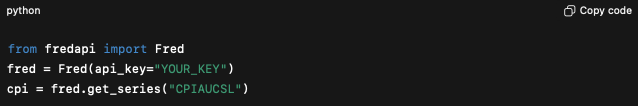 python
Copy code
from fredapi import Fred
fred = Fred(api_key="YOUR_KEY")
cpi = fred.get_series("CPIAUCSL")